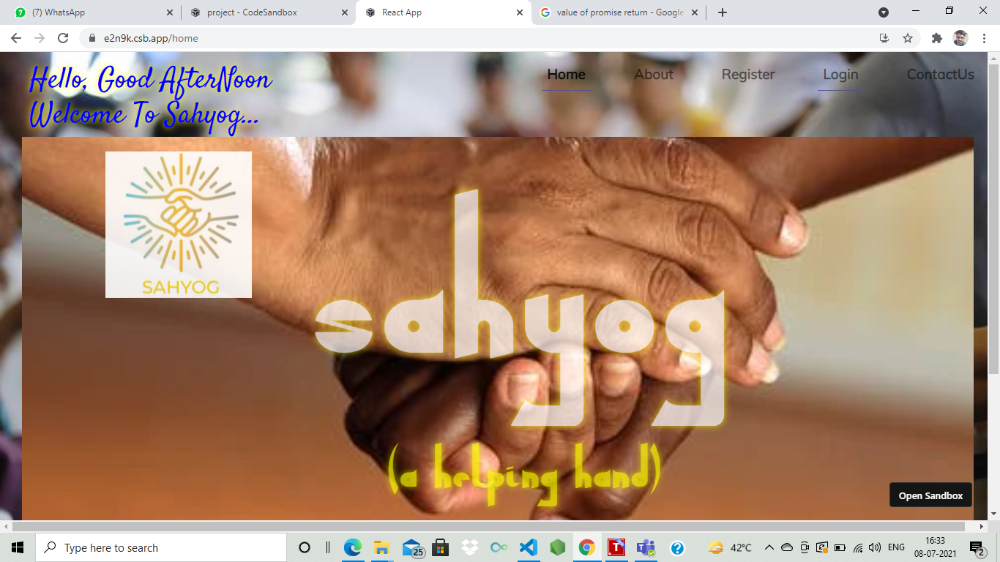 (7) WhatsApp
project - CodeSandbox
React App
value of promise return - Google
e2n9k.csb.app/home
Hello, Good AfterNoon
Welcome To Sahyog...
Home About Register Login ContactUs
SAHYOG
sahyog
(a helping hand)
Open Sandbox
Type here to search
25
T
42°C
ENG
16:33
08-07-2021
2